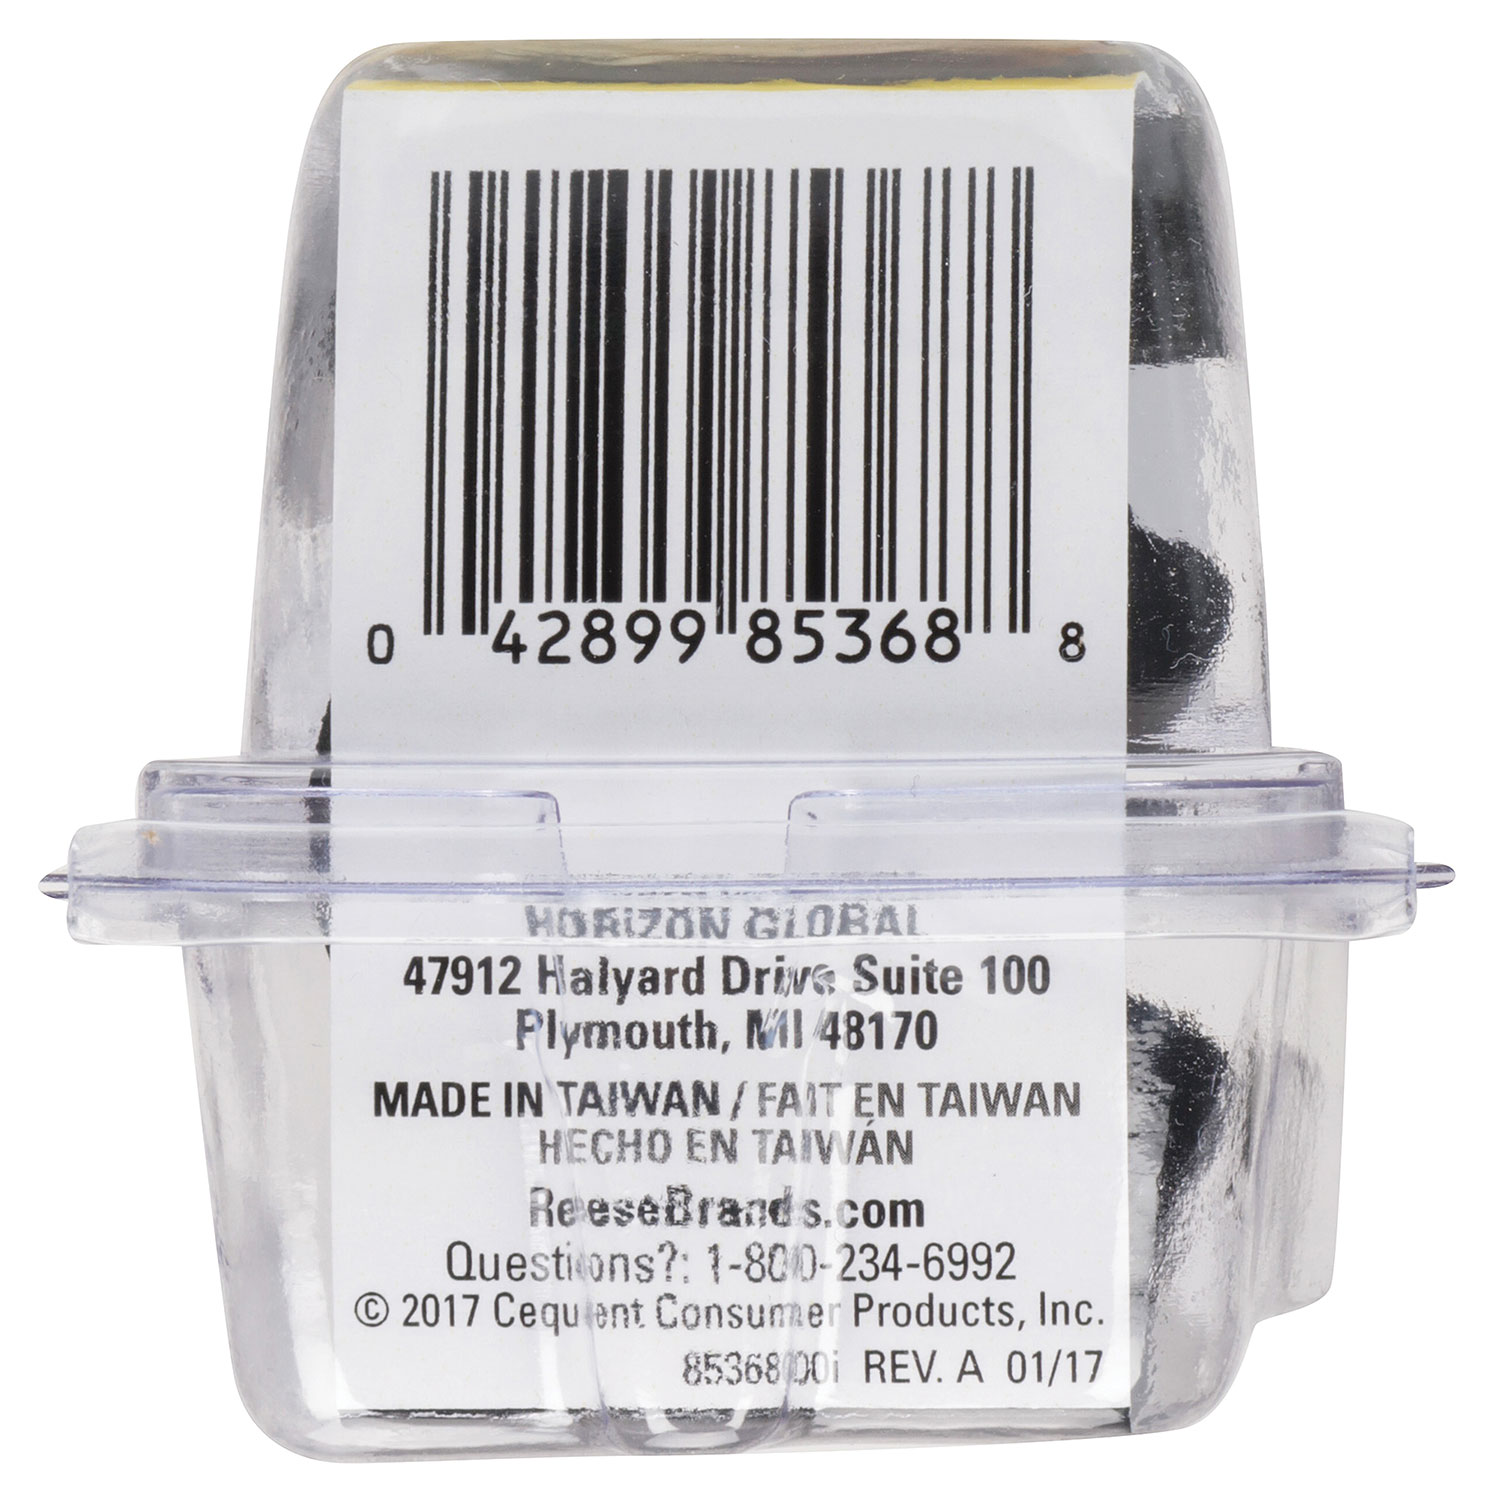 0 42899 85368 8
HORIZON GLOBAL
47912 Halyard Drive Suite 100
Plymouth, MI 48170
MADE IN TAIWAN / FAIT EN TAIWAN
HECHO EN TAIWÁN
ReeseBrands.com
Questions?: 1-800-234-6992
© 2017 Cequent Consumer Products, Inc.
85368/00i REV. A 01/17